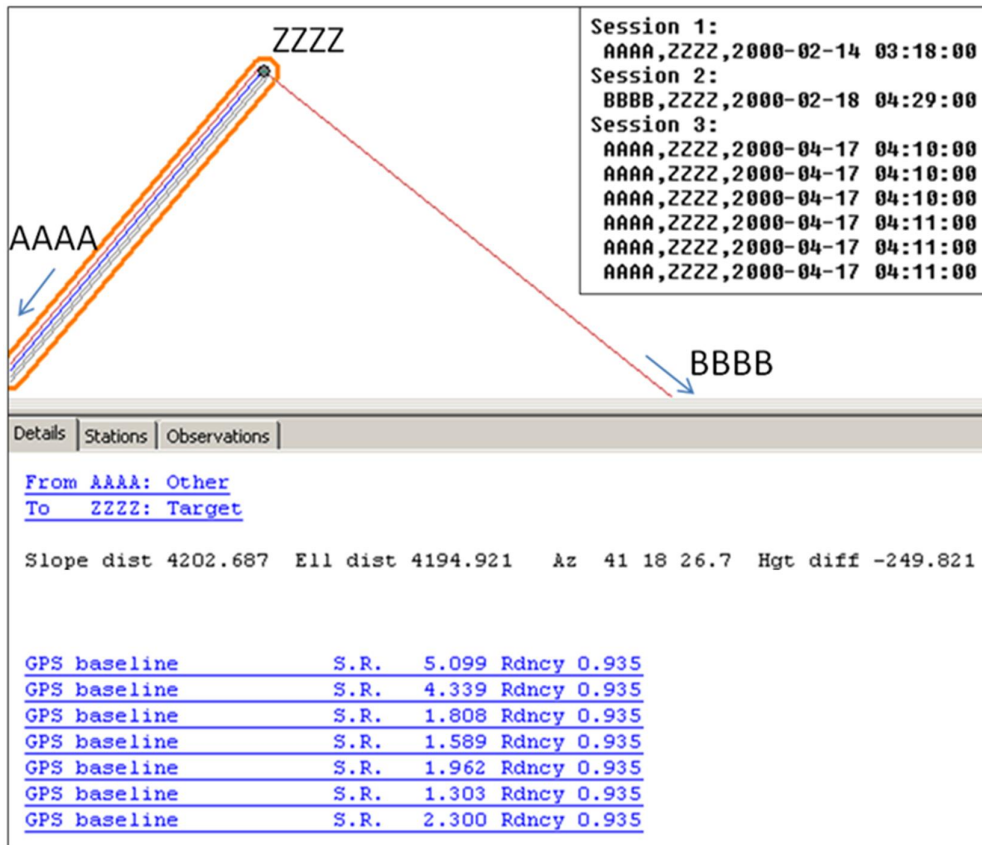 ZZZZ
Session 1:
AAAA,ZZZZ,2000-02-14 03:18:00
Session 2:
BBBB,ZZZZ,2000-02-18 04:29:00
Session 3:
AAAA,ZZZZ,2000-04-17 04:10:00
AAAA,ZZZZ,2000-04-17 04:10:00
AAAA,ZZZZ,2000-04-17 04:10:00
AAAA,ZZZZ,2000-04-17 04:11:00
AAAA,ZZZZ,2000-04-17 04:11:00
AAAA,ZZZZ,2000-04-17 04:11:00
AAAA
BBBB
Details Stations Observations
From AAAA: Other
To ZZZZ: Target
Slope dist 4202.687 Ell dist 4194.921 Az 41 18 26.7 Hgt diff -249.821
GPS baseline S.R. 5.099 Rdncy 0.935
GPS baseline S.R. 4.339 Rdncy 0.935
GPS baseline S.R. 1.808 Rdncy 0.935
GPS baseline S.R. 1.589 Rdncy 0.935
GPS baseline S.R. 1.962 Rdncy 0.935
GPS baseline S.R. 1.303 Rdncy 0.935
GPS baseline S.R. 2.300 Rdncy 0.935